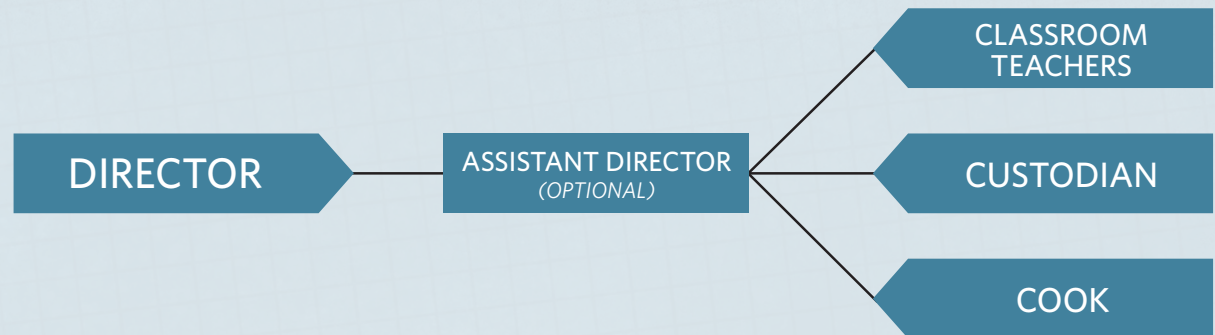 DIRECTOR
ASSISTANT DIRECTOR
(OPTIONAL)
CLASSROOM
TEACHERS
CUSTODIAN
COOK